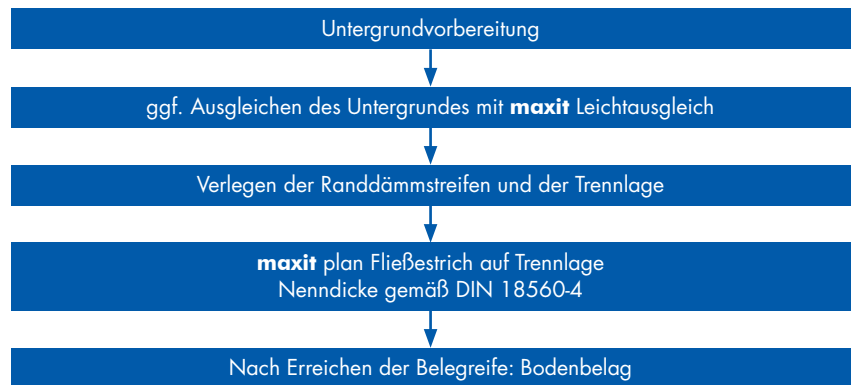 Untergrundvorbereitung
ggf. Ausgleichen des Untergrundes mit maxit Leichtausgleich
Verlegen der Randdämmstreifen und der Trennlage
maxit plan Fließestrich auf Trennlage
Nenndicke gemäß DIN 18560-4
Nach Erreichen der Belegreife: Bodenbelag